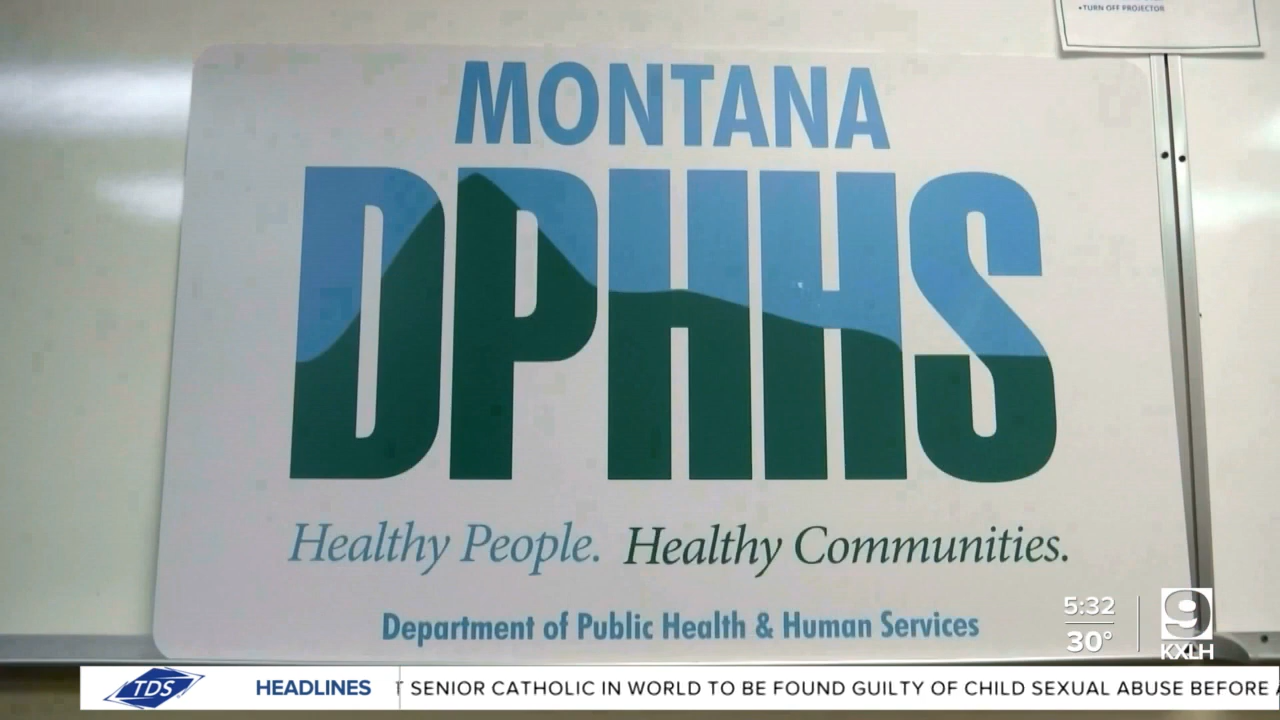 •TURN OFF PROJECTOR
MONTANA
DPHHS
Healthy People. Healthy Communities.
Department of Public Health & Human Services
5:32
30°
9
KXLH
TDS
HEADLINES
T SENIOR CATHOLIC IN WORLD TO BE FOUND GUILTY OF CHILD SEXUAL ABUSE BEFORE A